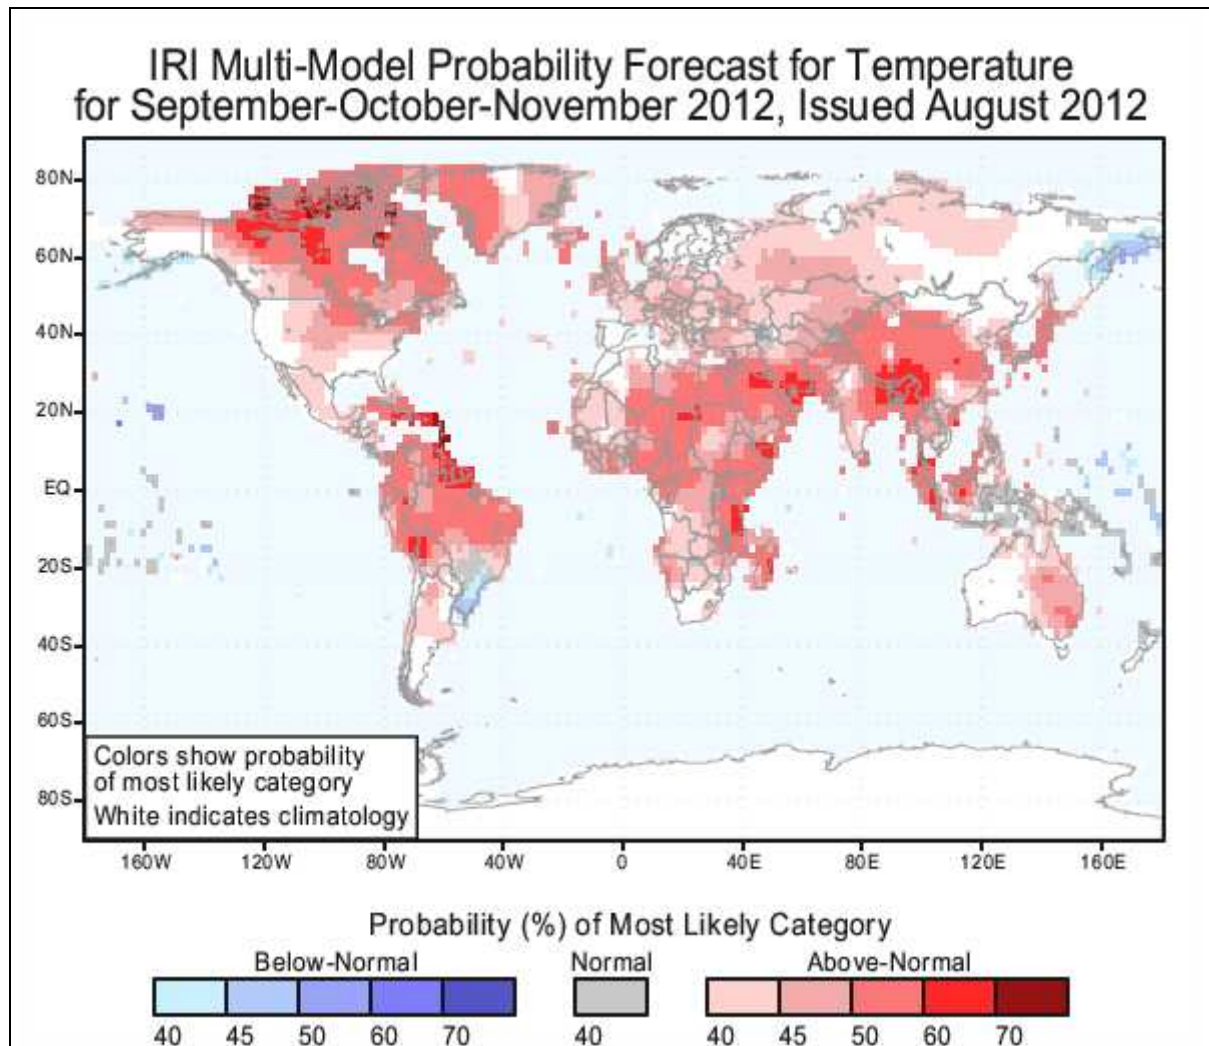 IRI Multi-Model Probability Forecast for Temperature
for September-October-November 2012, Issued August 2012
80N
60N
40N
20N
EQ
20S
40S
60S
80S
Colors show probability
of most likely category
White indicates climatology
160W 120W 80W 40W 0 40E 80E 120E 160E
Probability (%) of Most Likely Category
Below-Normal Normal Above-Normal
40 45 50 60 70 40 40 45 50 60 70